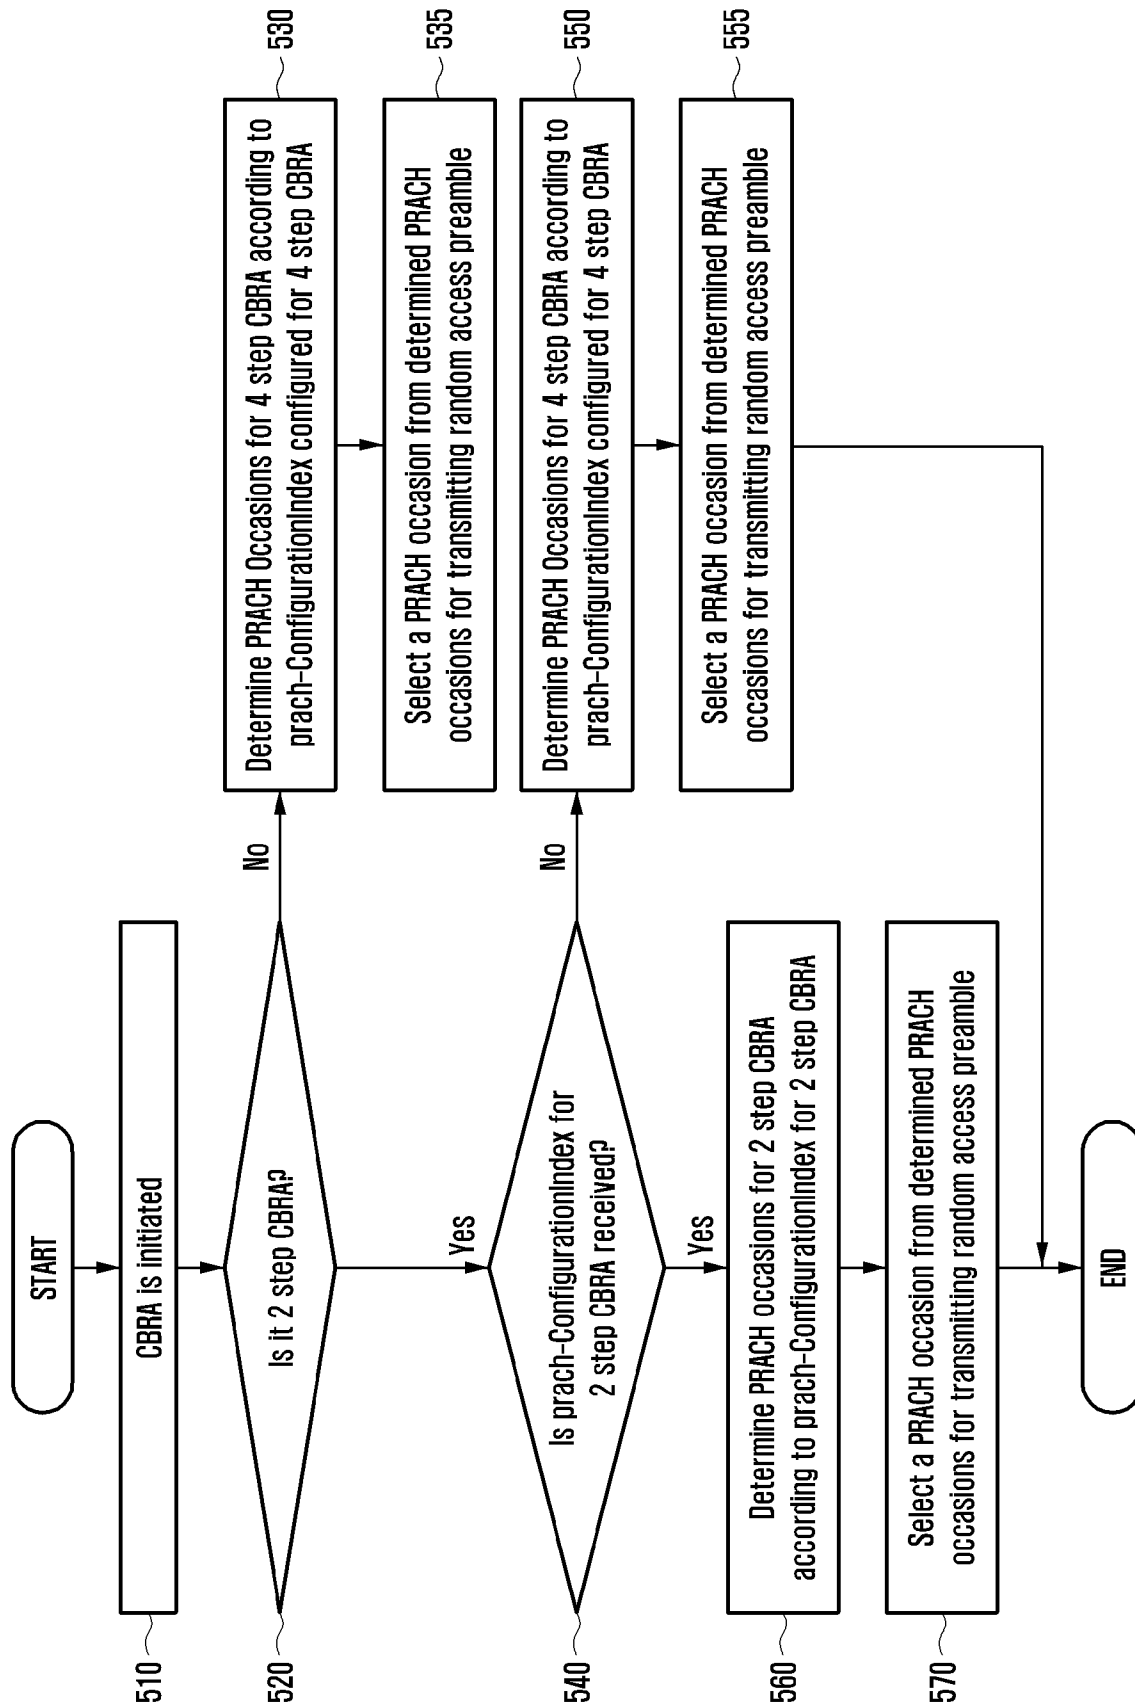 START
510
CBRA is initiated
520
Is it 2 step CBRA?
No
Yes
530
Determine PRACH Occasions for 4 step CBRA according to
prach-ConfigurationIndex configured for 4 step CBRA
535
Select a PRACH occasion from determined PRACH
occasions for transmitting random access preamble
540
Is prach-ConfigurationIndex for
2 step CBRA received?
No
Yes
550
Determine PRACH Occasions for 4 step CBRA according to
prach-ConfigurationIndex configured for 4 step CBRA
555
Select a PRACH occasion from determined PRACH
occasions for transmitting random access preamble
560
Determine PRACH occasions for 2 step CBRA
according to prach-ConfigurationIndex for 2 step CBRA
570
Select a PRACH occasion from determined PRACH
occasions for transmitting random access preamble
END